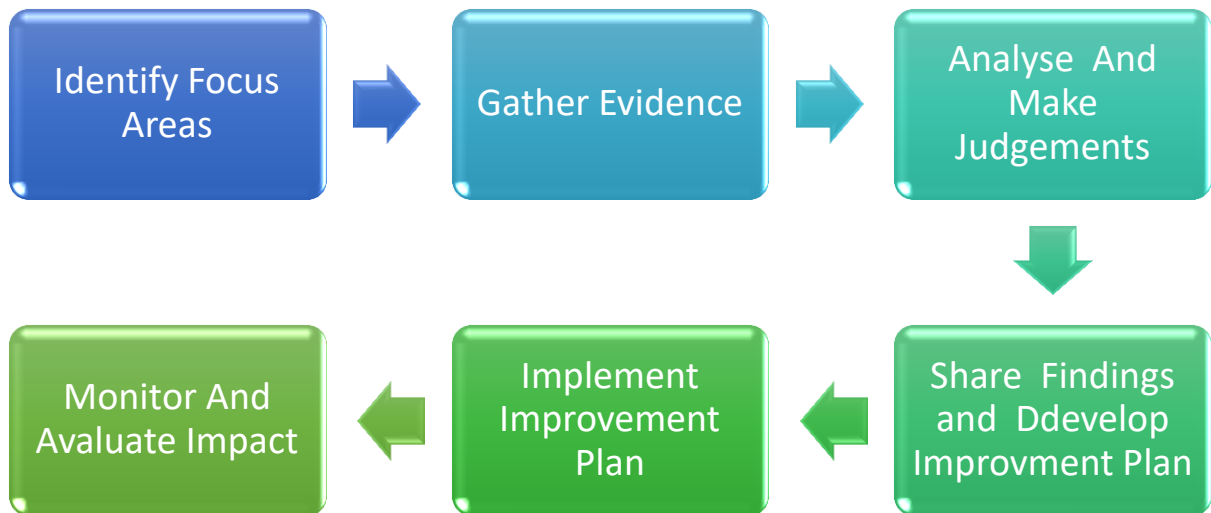 Identify Focus
Areas
Gather Evidence
Analyse And
Make
Judgements
Share Findings
and Ddevelop
Improvment Plan
Implement
Improvement
Plan
Monitor And
Avaluate Impact